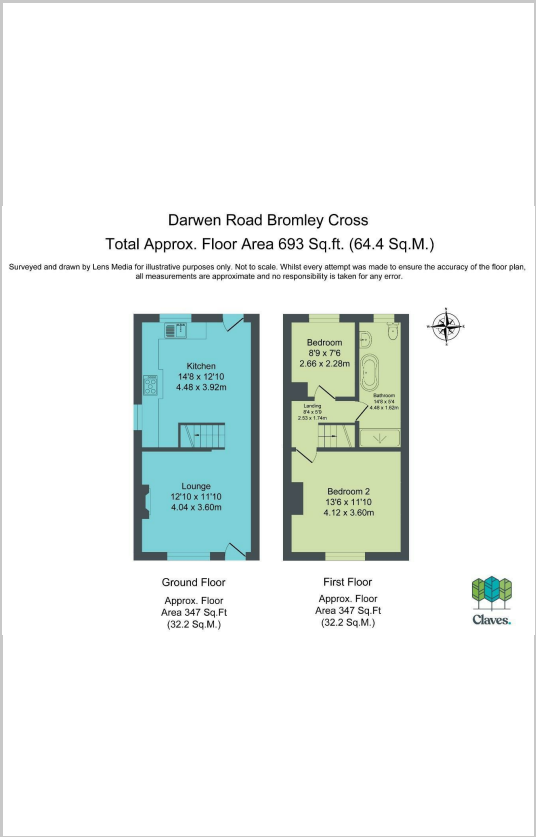 Darwen Road Bromley Cross
Total Approx. Floor Area 693 Sq.ft. (64.4 Sq.M.)
Surveyed and drawn by Lens Media for illustrative purposes only. Not to scale. Whilst every attempt was made to ensure the accuracy of the floor plan,
all measurements are approximate and no responsibility is taken for any error.
Kitchen
14'8 x 12'10
4.48 x 3.92m
Lounge
12'10 x 11'10
4.04 x 3.60m
Bedroom
8'9 x 7'6
2.66 x 2.28m
Bathroom
14'8 x 5'4
4.48 x 1.62m
Landing
8'4 x 5'9
2.53 x 1.74m
Bedroom 2
13'6 x 11'10
4.12 x 3.60m
N
W
E
S
Ground Floor
Approx. Floor
Area 347 Sq.Ft
(32.2 Sq.M.)
First Floor
Approx. Floor
Area 347 Sq.Ft
(32.2 Sq.M.)
Claves.